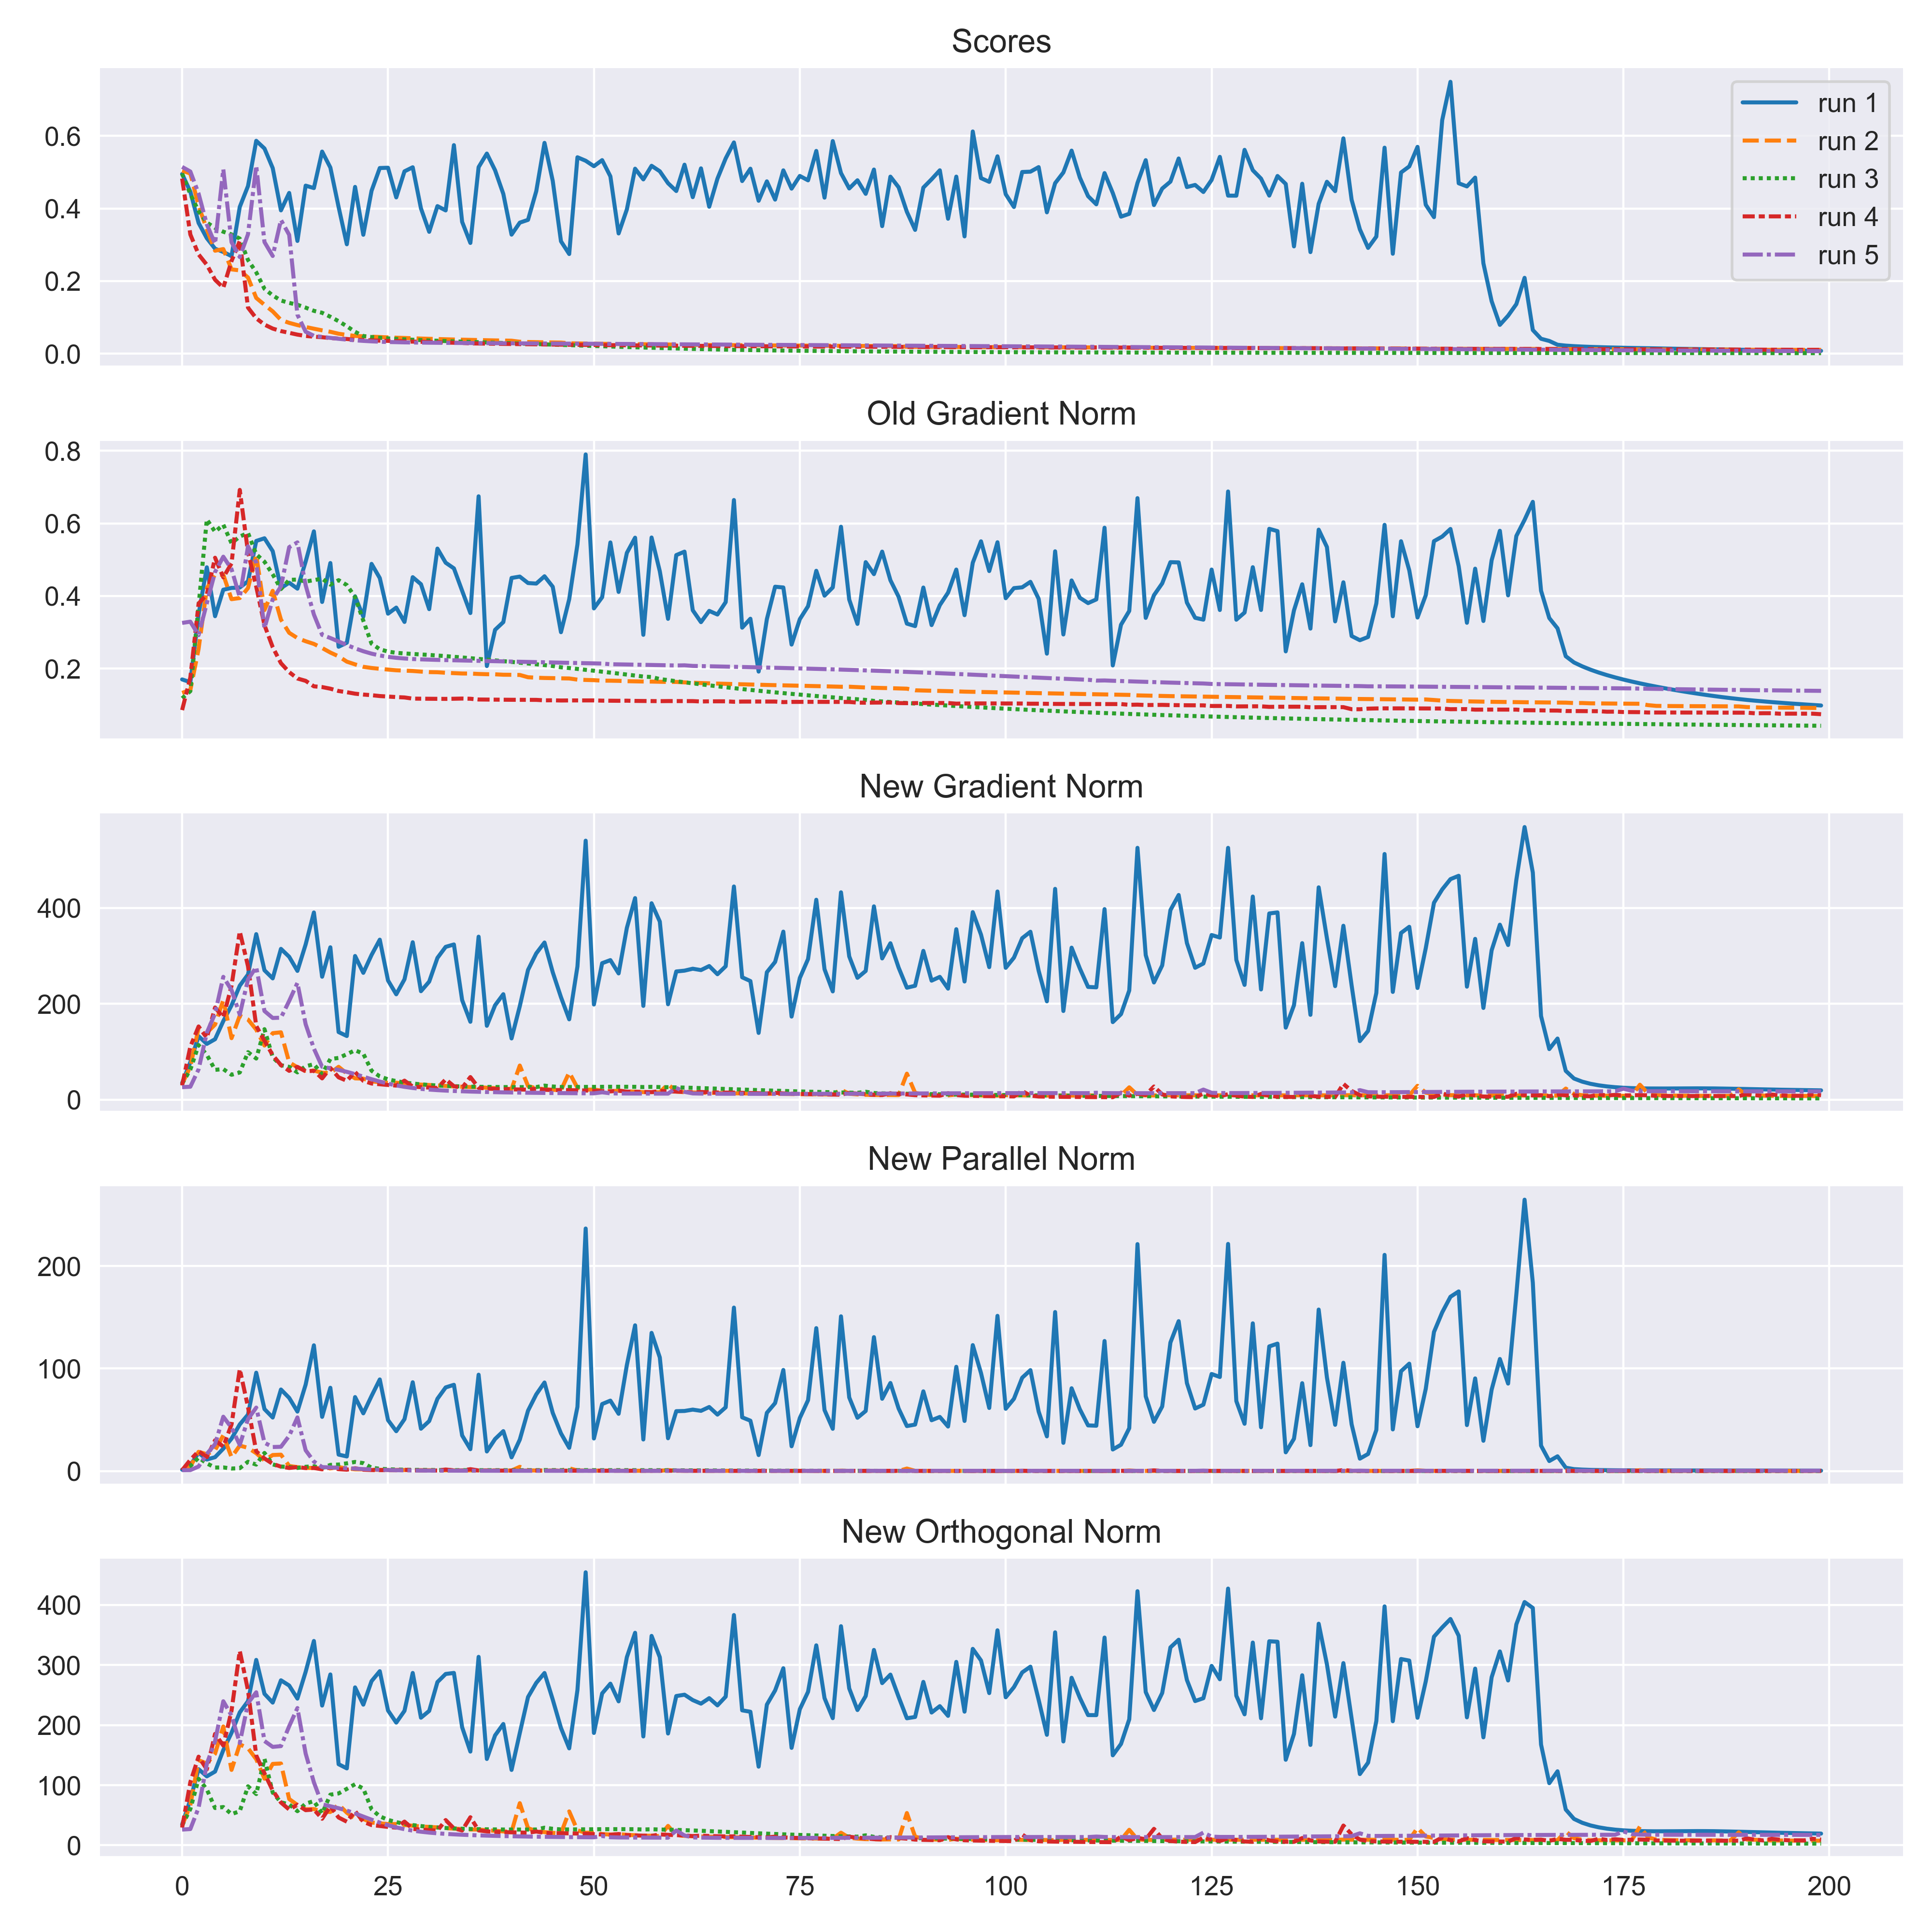 Scores
0.6
0.4
0.2
0.0
run 1
run 2
run 3
run 4
run 5
Old Gradient Norm
0.8
0.6
0.4
0.2
New Gradient Norm
400
200
0
New Parallel Norm
200
100
0
New Orthogonal Norm
400
300
200
100
0
0 25 50 75 100 125 150 175 200